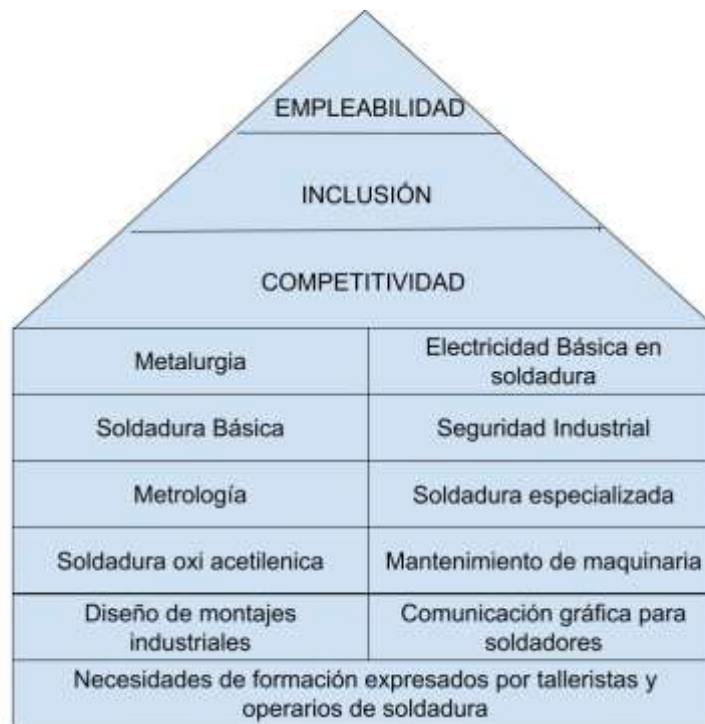 EMPLEABILIDAD
INCLUSIÓN
COMPETITIVIDAD
Metalurgia
Electricidad Básica en
soldadura
Soldadura Básica
Seguridad Industrial
Metrología
Soldadura especializada
Soldadura oxi acetilenica
Mantenimiento de maquinaria
Diseño de montajes
industriales
Comunicación gráfica para
soldadores
Necesidades de formación expresados por talleristas y
operarios de soldadura